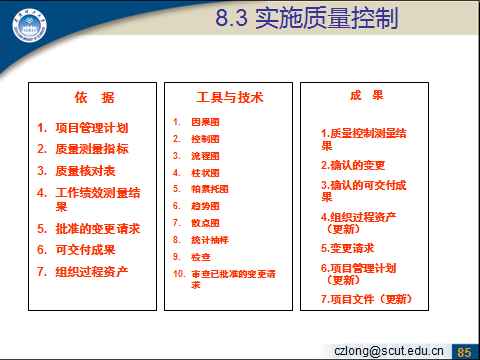 8.3 实施质量控制
依 据
1. 项目管理计划
2. 质量测量指标
3. 质量核对表
4. 工作绩效测量结
果
5. 批准的变更请求
6. 可交付成果
7. 组织过程资产
工具与技术
1. 因果图
2. 控制图
3. 流程图
4. 柱状图
5. 帕累托图
6. 趋势图
7. 散点图
8. 统计抽样
9. 检查
10. 审查已批准的变更请
求
成 果
1.质量控制测量结
果
2.确认的变更
3.确认的可交付成
果
4.组织过程资产
（更新）
5.变更请求
6.项目管理计划
（更新）
7.项目文件（更新）
czlong@scut.edu.cn
85